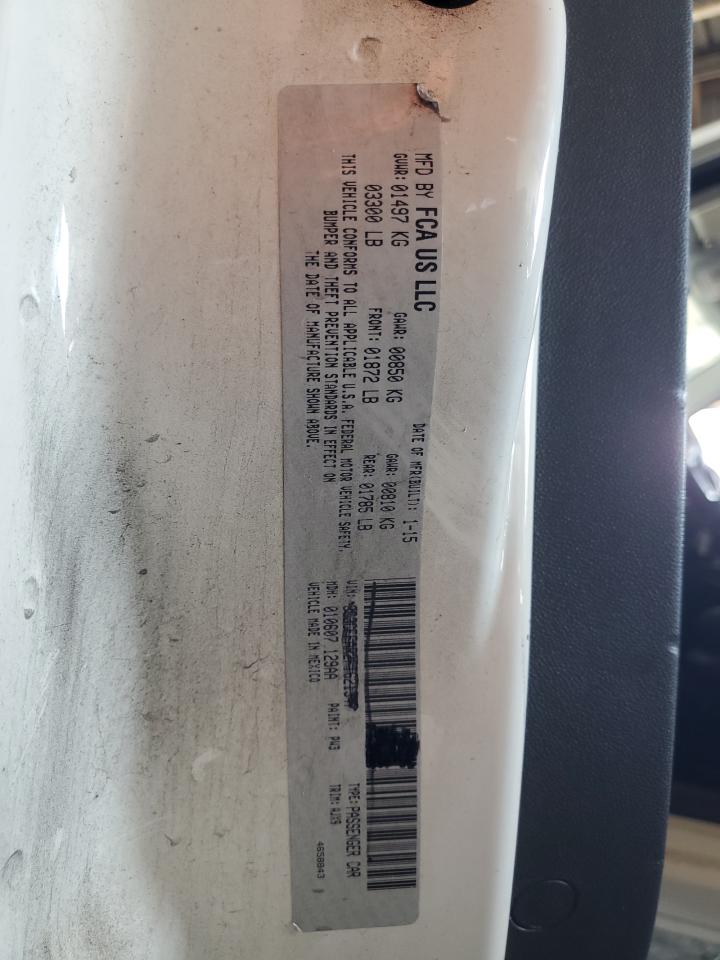 MFD BY FCA US LLC
DATE OF MFR(BUILT): 1-15
GVWR: 01497 KG
GAWR: 00850 KG
GAWR: 00810 KG
03300 LB
FRONT: 01872 LB
REAR: 01785 LB
THIS VEHICLE CONFORMS TO ALL APPLICABLE U.S.A. FEDERAL MOTOR VEHICLE SAFETY,
BUMPER AND THEFT PREVENTION STANDARDS IN EFFECT ON
THE DATE OF MANUFACTURE SHOWN ABOVE.
VIN:
TYPE: PASSENGER CAR
MDH: 010607 129AA
PAINT: PW3
TRIM: AJX9
VEHICLE MADE IN MEXICO
4658843